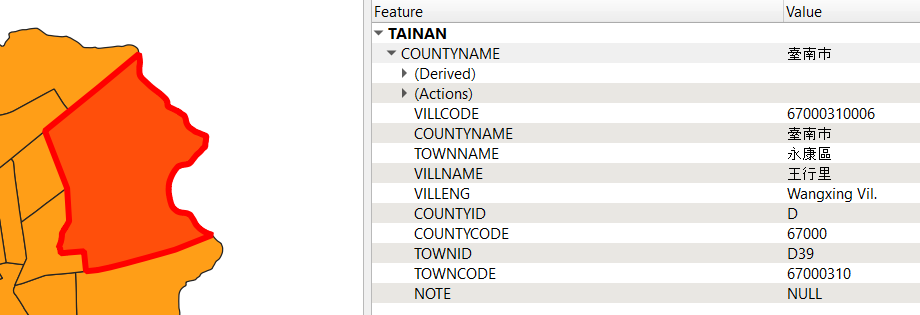 Feature Value
TAINAN
COUNTYNAME 臺南市
(Derived)
(Actions)
VILLCODE 67000310006
COUNTYNAME 臺南市
TOWNNAME 永康區
VILLNAME 王行里
VILLENG Wangxing Vil.
COUNTYID D
COUNTYCODE 67000
TOWNID D39
TOWNCODE 67000310
NOTE NULL